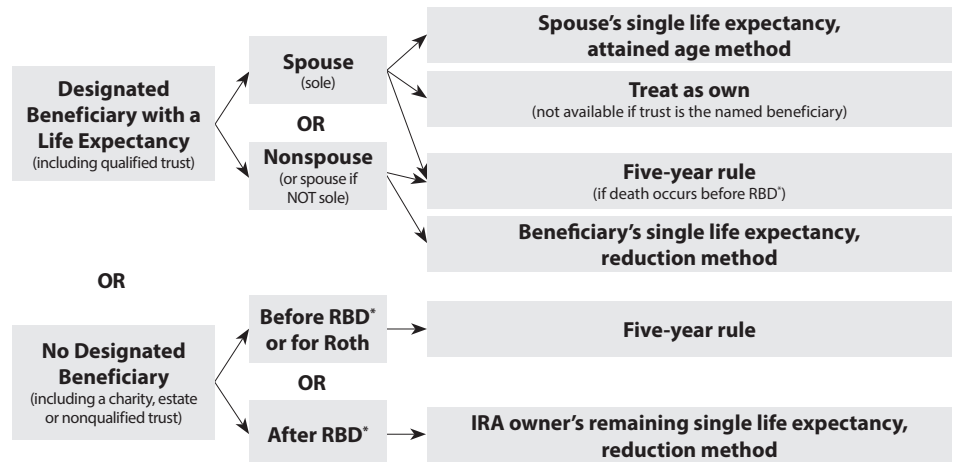 Designated
Beneficiary with a
Life Expectancy
(including qualified trust)
Spouse
(sole)
OR
Nonspouse
(or spouse if
NOT sole)
Spouse’s single life expectancy,
attained age method
Treat as own
(not available if trust is the named beneficiary)
Five-year rule
(if death occurs before RBD*)
Beneficiary’s single life expectancy,
reduction method
OR
No Designated
Beneficiary
(including a charity, estate
or nonqualified trust)
Before RBD*
or for Roth
OR
After RBD*
Five-year rule
IRA owner’s remaining single life expectancy,
reduction method